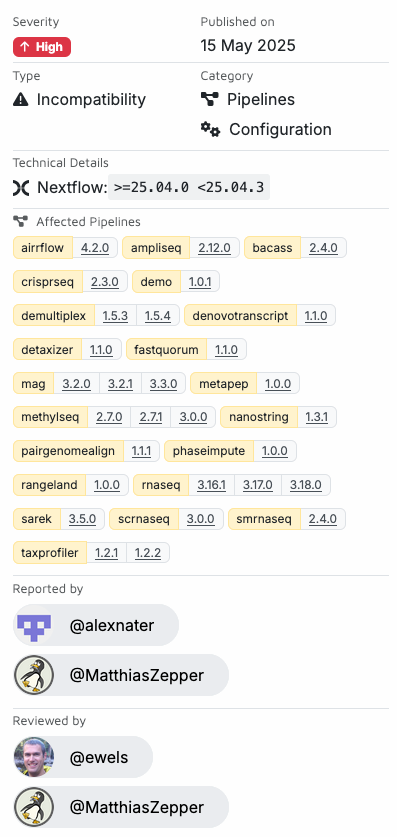 Severity Published on
High 15 May 2025
Type Category
Incompatibility Pipelines
Configuration
Technical Details
Nextflow: >=25.04.0 <25.04.3
Affected Pipelines
airrflow 4.2.0 ampliseq 2.12.0 bacass 2.4.0
crisprseq 2.3.0 demo 1.0.1
demultiplex 1.5.3 1.5.4 denovotranscript 1.1.0
detaxizer 1.1.0 fastquorum 1.1.0
mag 3.2.0 3.2.1 3.3.0 metapep 1.0.0
methylseq 2.7.0 2.7.1 3.0.0 nanostring 1.3.1
pairgenomealign 1.1.1 phaseimpute 1.0.0
rangeland 1.0.0 rnaseq 3.16.1 3.17.0 3.18.0
sarek 3.5.0 scrnaseq 3.0.0 smrnaseq 2.4.0
taxprofiler 1.2.1 1.2.2
Reported by
@alexnater
@MatthiasZepper
Reviewed by
@ewels
@MatthiasZepper